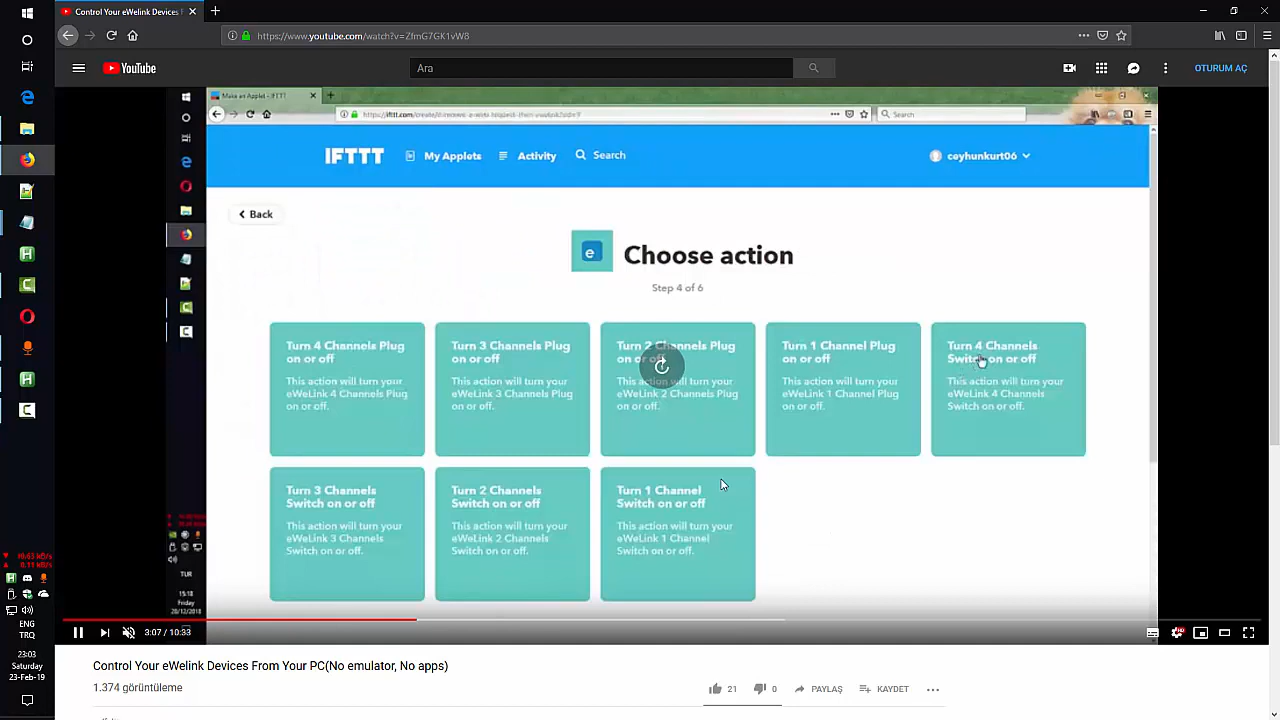 Control Your eWelink Devices F
https://www.youtube.com/watch?v=ZfmG7GK1vW8
YouTube
Ara
OTURUM AÇ
Make an Applet - IFTTT
Search
IFTTT
My Applets
Activity
Search
ceyhunkurt06
Back
e
Choose action
Step 4 of 6
Turn 4 Channels Plug
on or off
This action will turn your
eWeLink 4 Channels Plug
on or off.
Turn 3 Channels Plug
on or off
This action will turn your
eWeLink 3 Channels Plug
on or off.
Turn 2 Channels Plug
on or off
This action will turn your
eWeLink 2 Channels Plug
on or off.
Turn 1 Channel Plug
on or off
This action will turn your
eWeLink 1 Channel Plug
on or off.
Turn 4 Channels
Switch on or off
This action will turn your
eWeLink 4 Channels
Switch on or off.
Turn 3 Channels
Switch on or off
This action will turn your
eWeLink 3 Channels
Switch on or off.
Turn 2 Channels
Switch on or off
This action will turn your
eWeLink 2 Channels
Switch on or off.
Turn 1 Channel
Switch on or off
This action will turn your
eWeLink 1 Channel
Switch on or off.
TUR
15:18
Friday
28/12/2018
3:07 / 10:33
HD
Control Your eWelink Devices From Your PC(No emulator, No apps)
1.374 görüntüleme
21
0
PAYLAŞ
KAYDET
ENG
TRQ
23:03
Saturday
23-Feb-19